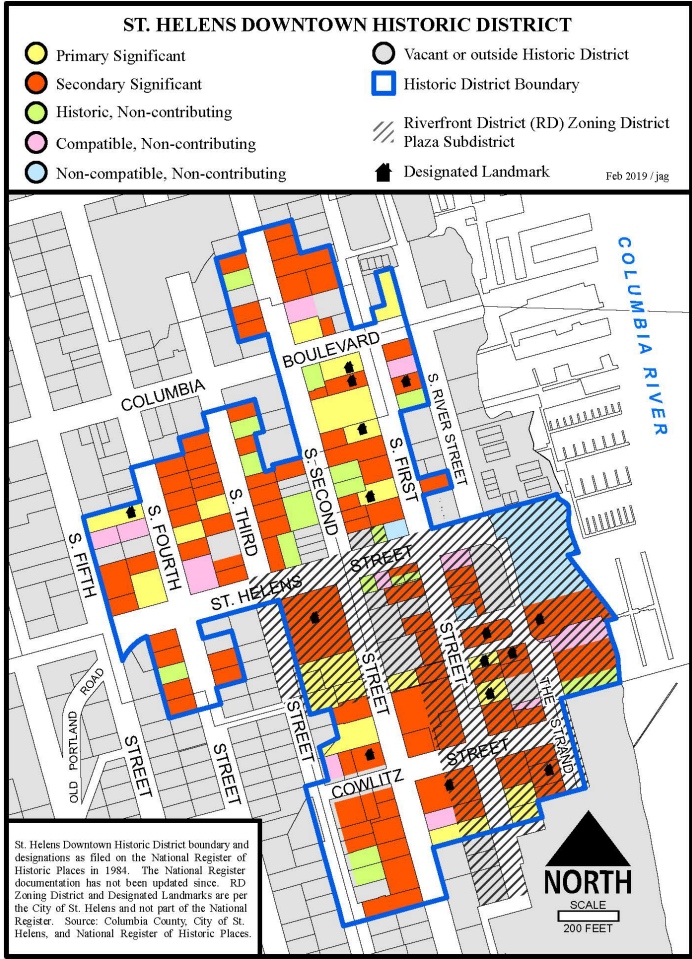 ST. HELENS DOWNTOWN HISTORIC DISTRICT
Primary Significant
Secondary Significant
Historic, Non-contributing
Compatible, Non-contributing
Non-compatible, Non-contributing
Vacant or outside Historic District
Historic District Boundary
Riverfront District (RD) Zoning District
Plaza Subdistrict
Designated Landmark
Feb 2019 / jag
COLUMBIA RIVER
BOULEVARD
COLUMBIA
S. RIVER STREET
S. FIRST
S. SECOND
S. THIRD
S. FOURTH
S. FIFTH
STREET
ST. HELENS
STREET
STREET
STREET
STREET
STREET
STREET
THE STRAND
STREET
COWLITZ
OLD PORTLAND
ROAD
St. Helens Downtown Historic District boundary and
designations as filed on the National Register of
Historic Places in 1984. The National Register
documentation has not been updated since. RD
Zoning District and Designated Landmarks are per
the City of St. Helens and not part of the National
Register. Source: Columbia County, City of St.
Helens, and National Register of Historic Places.
NORTH
SCALE
200 FEET